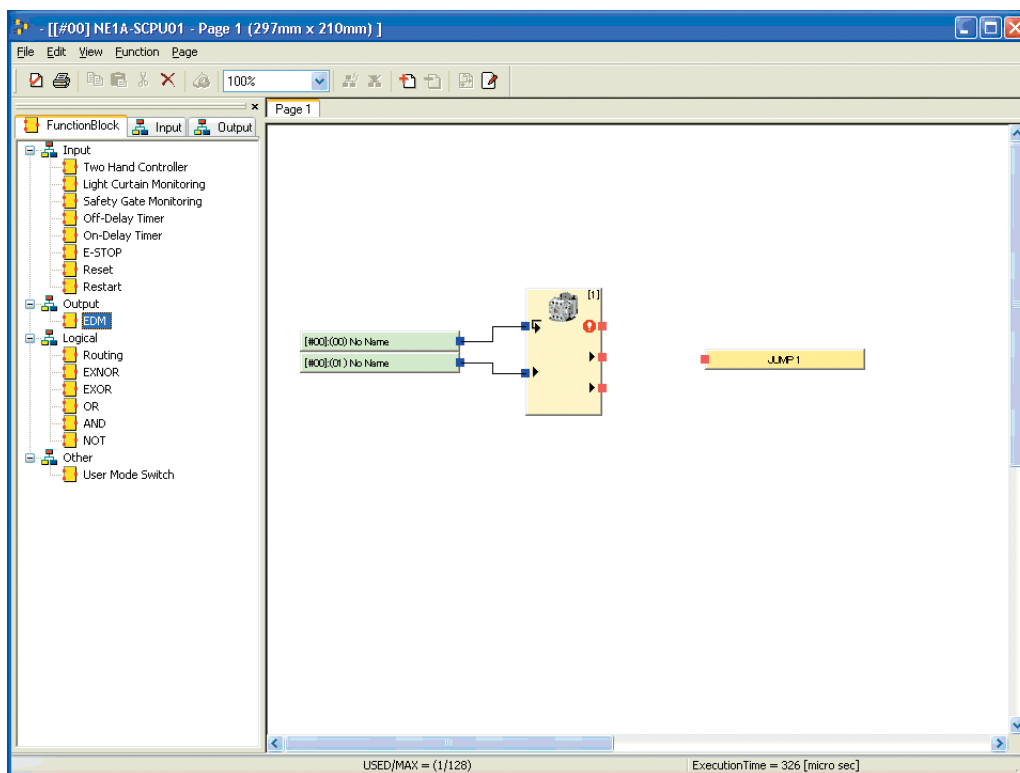 - [[#00] NE1A-SCPU01 - Page 1 (297mm x 210mm) ]
File Edit View Function Page
100%
Page 1
FunctionBlock Input Output
Input
Two Hand Controller
Light Curtain Monitoring
Safety Gate Monitoring
Off-Delay Timer
On-Delay Timer
E-STOP
Reset
Restart
Output
EDM
Logical
Routing
EXNOR
EXOR
OR
AND
NOT
Other
User Mode Switch
[1]
[#00]:(00) No Name
[#00]:(01) No Name
JUMP 1
USED/MAX = (1/128)
ExecutionTime = 326 [micro sec]